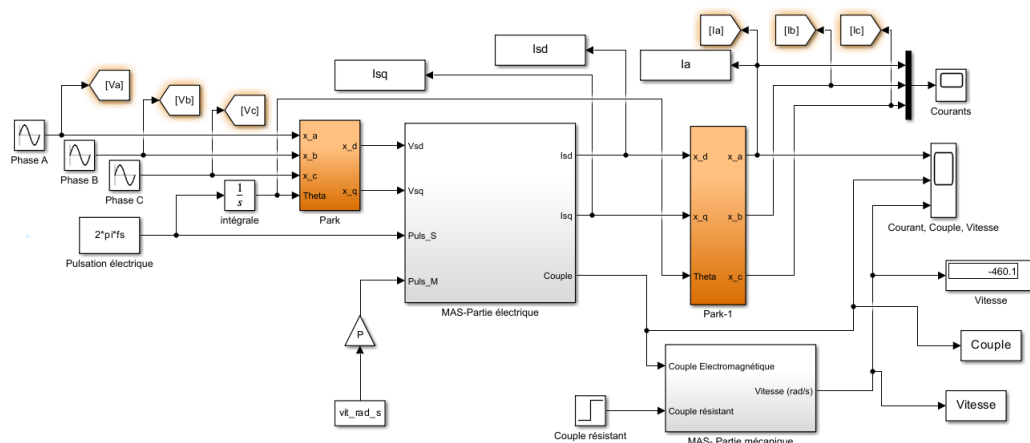 [Ia]
[Ib]
[Ic]
Isd
Ia
Isq
Courants
[Va]
[Vb]
[Vc]
Phase A
Phase B
Phase C
x_a
x_b
x_c
Theta
x_d
x_q
Park
1
s
intégrale
2*pi*fs
Pulsation électrique
Vsd
Vsq
Puls_S
Puls_M
Isd
Isq
Couple
MAS-Partie électrique
x_d
x_q
Theta
x_a
x_b
x_c
Park-1
Courant, Couple, Vitesse
-460.1
Vitesse
P
vit_rad_s
Couple Electromagnétique
Vitesse (rad/s)
Couple résistant
MAS- Partie mécanique
Couple résistant
Couple
Vitesse